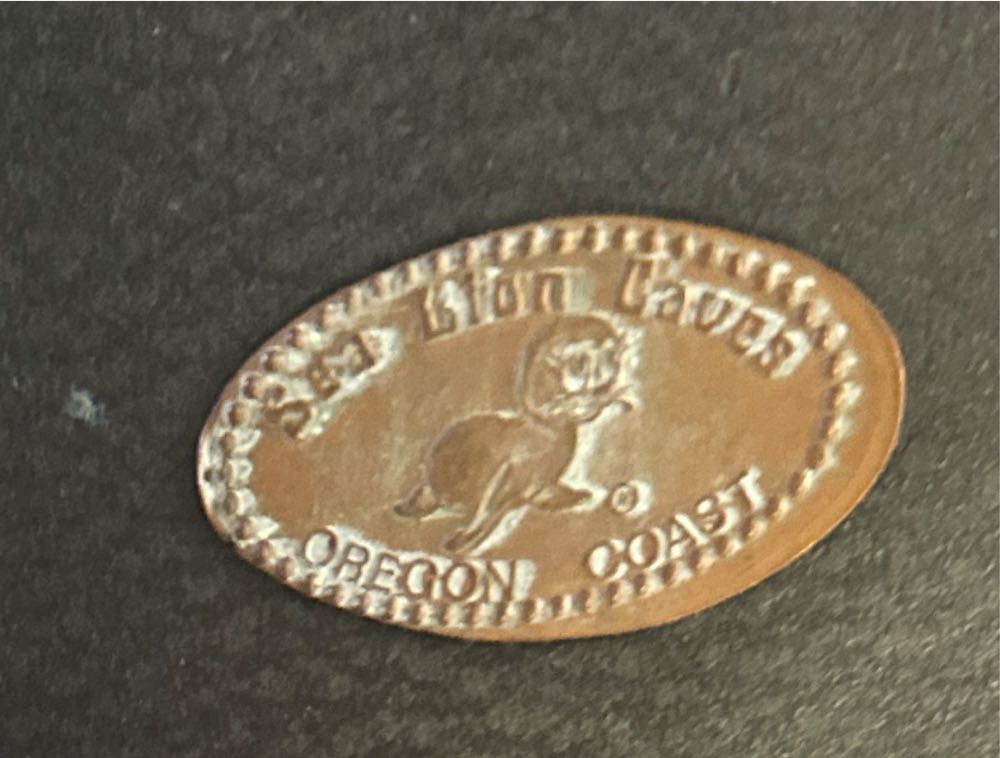 Sea Lion Caves
OREGON COAST